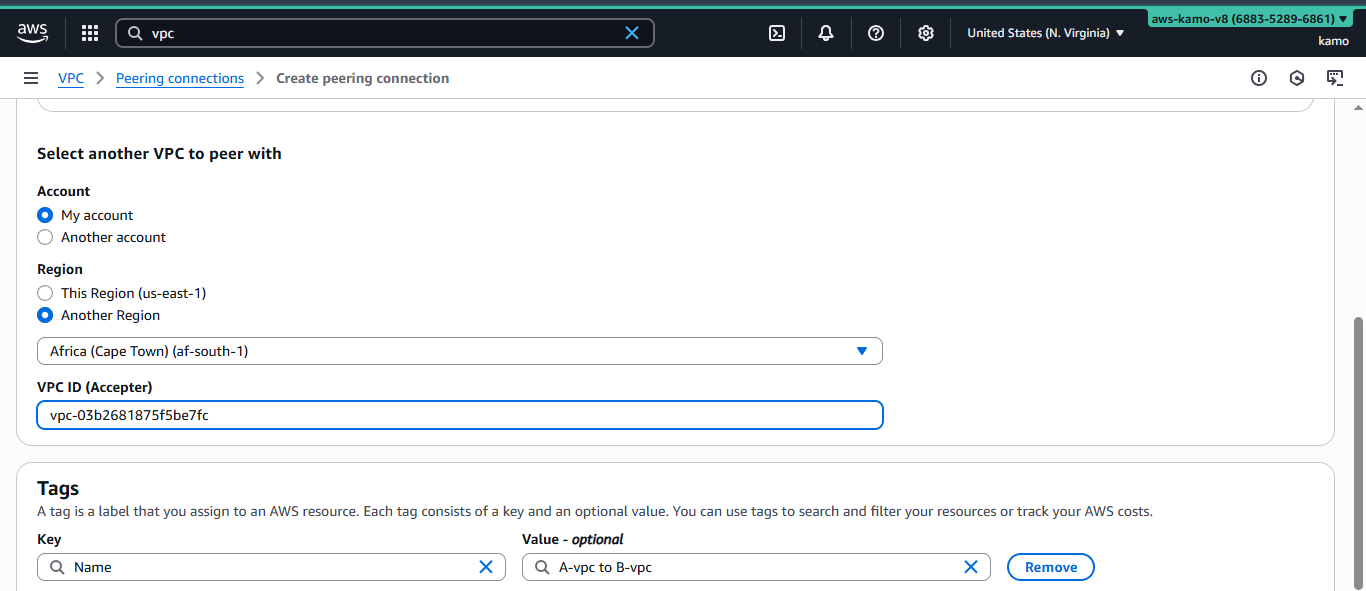 aws
vpc
United States (N. Virginia)
aws-kamo-v8 (6883-5289-6861)
kamo
VPC
Peering connections
Create peering connection
Select another VPC to peer with
Account
My account
Another account
Region
This Region (us-east-1)
Another Region
Africa (Cape Town) (af-south-1)
VPC ID (Accepter)
vpc-03b2681875f5be7fc
Tags
A tag is a label that you assign to an AWS resource. Each tag consists of a key and an optional value. You can use tags to search and filter your resources or track your AWS costs.
Key
Value - optional
Name
A-vpc to B-vpc
Remove